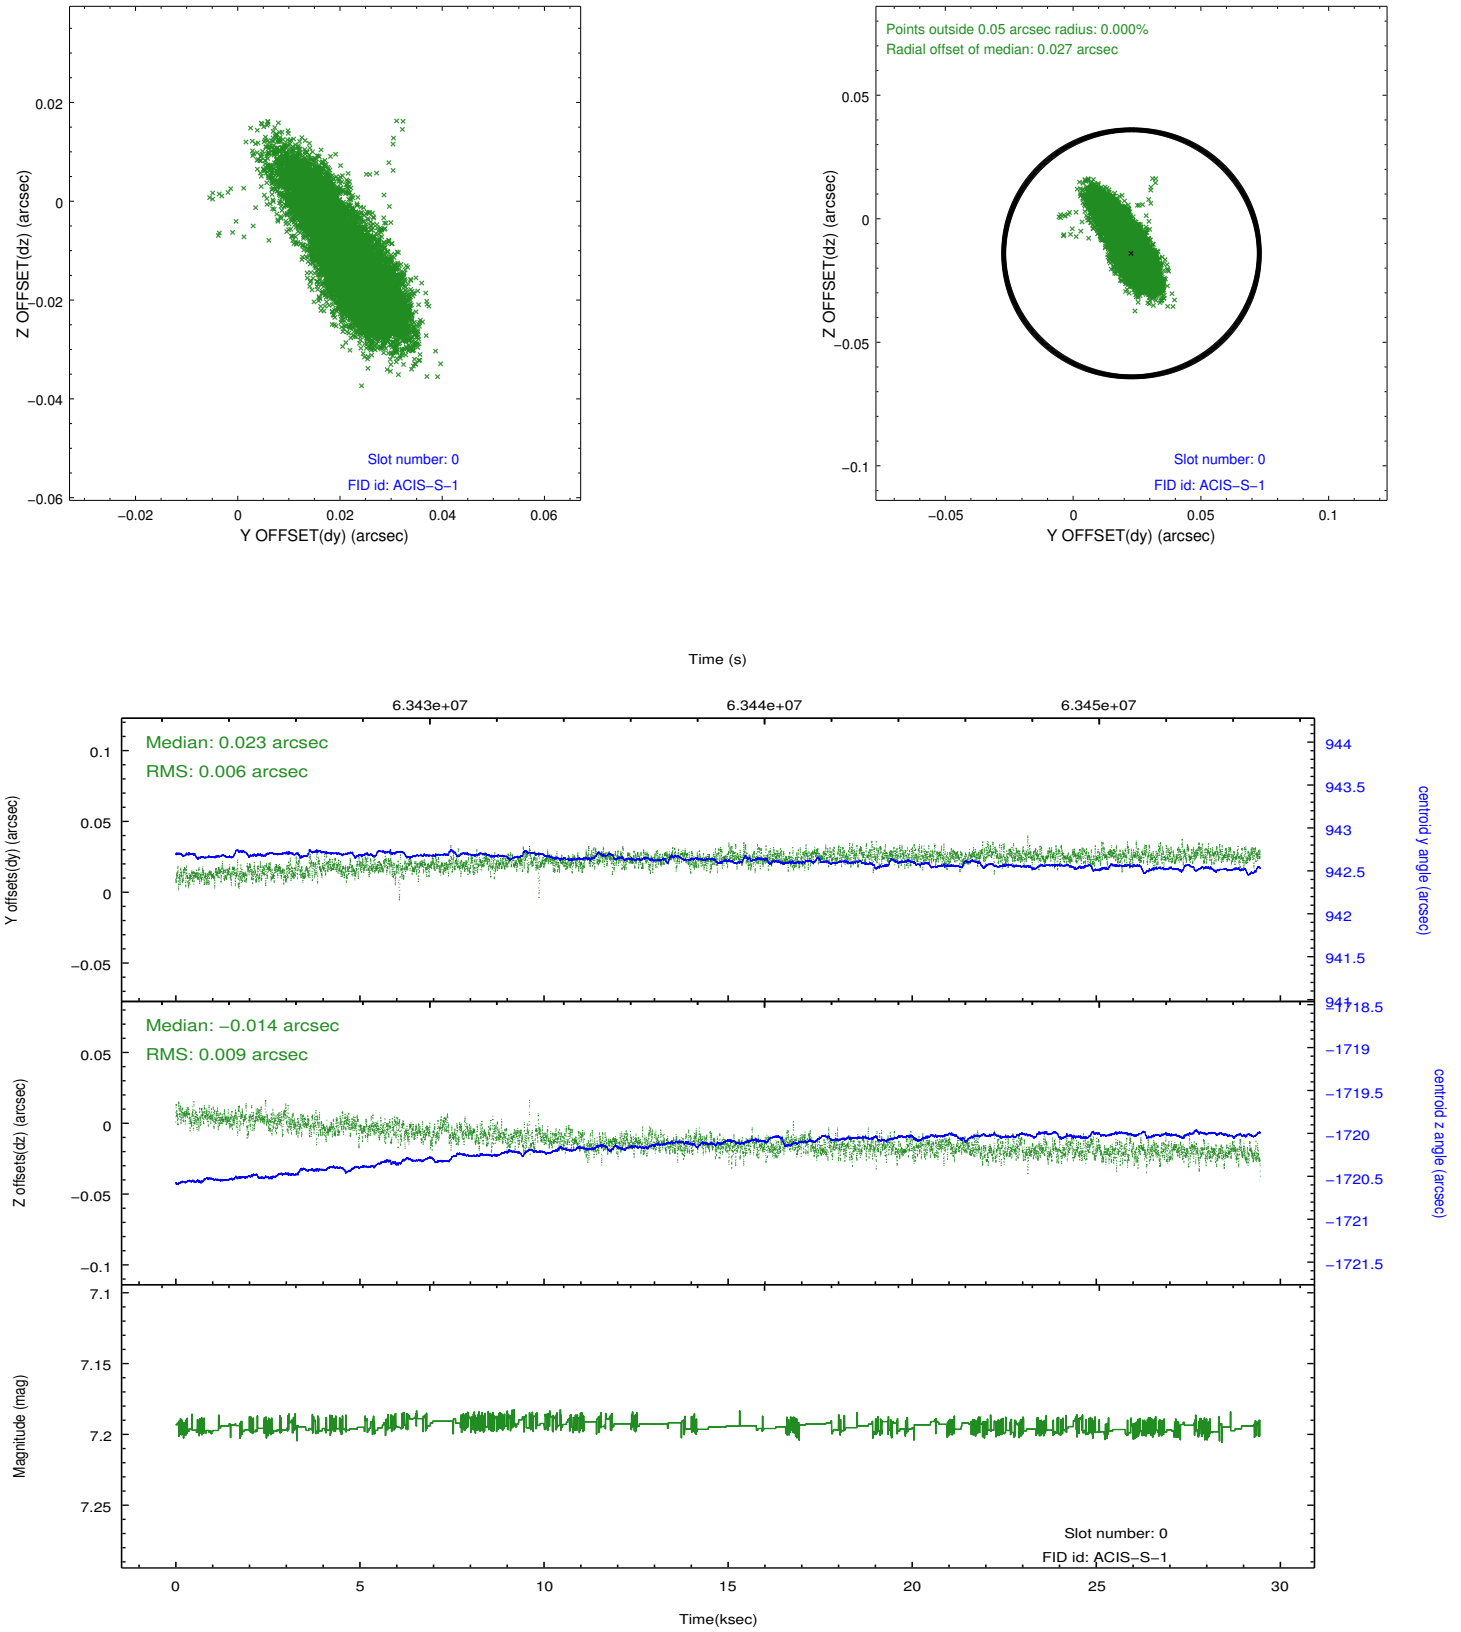 0.02
0
−0.02
−0.04
−0.06
Z OFFSET(dz) (arcsec)
Slot number: 0
FID id: ACIS−S−1
−0.02 0 0.02 0.04 0.06
Y OFFSET(dy) (arcsec)
Points outside 0.05 arcsec radius: 0.000%
Radial offset of median: 0.027 arcsec
0.05
0
−0.05
−0.1
Z OFFSET(dz) (arcsec)
Slot number: 0
FID id: ACIS−S−1
−0.05 0 0.05 0.1
Y OFFSET(dy) (arcsec)
Time (s)
6.343e+07 6.344e+07 6.345e+07
Median: 0.023 arcsec
RMS: 0.006 arcsec
0.1
0.05
0
−0.05
Y offsets(dy) (arcsec)
944
943.5
943
942.5
942
941.5
941
centroid y angle (arcsec)
Median: −0.014 arcsec
RMS: 0.009 arcsec
0.05
0
−0.05
−0.1
Z offsets(dz) (arcsec)
−1718.5
−1719
−1719.5
−1720
−1720.5
−1721
−1721.5
centroid z angle (arcsec)
7.1
7.15
7.2
7.25
Magnitude (mag)
Slot number: 0
FID id: ACIS−S−1
0 5 10 15 20 25 30
Time(ksec)